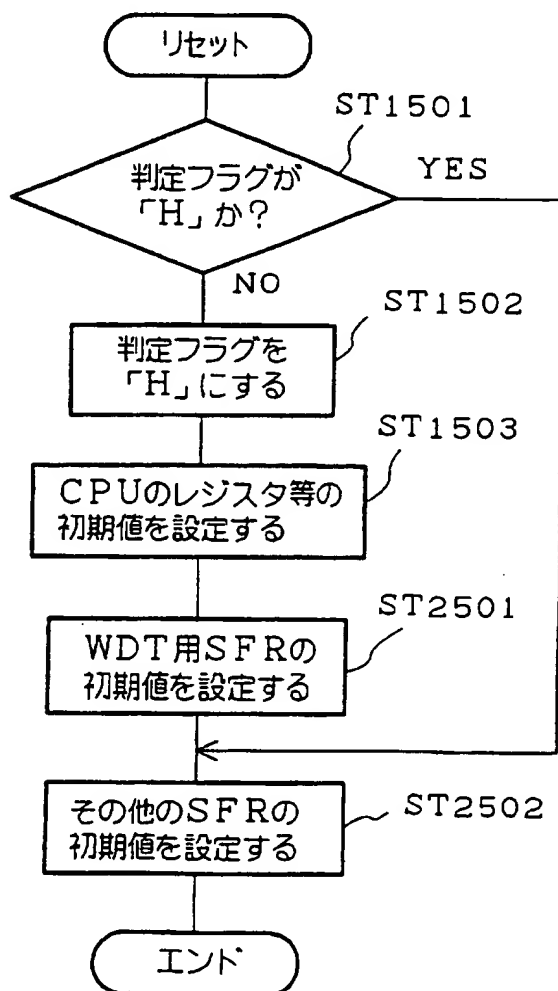 リセット
ST1501
判定フラグが
「H」か?
YES
NO
ST1502
判定フラグを
「H」にする
ST1503
CPUのレジスタ等の
初期値を設定する
ST2501
WDT用SFRの
初期値を設定する
ST2502
その他のSFRの
初期値を設定する
エンド